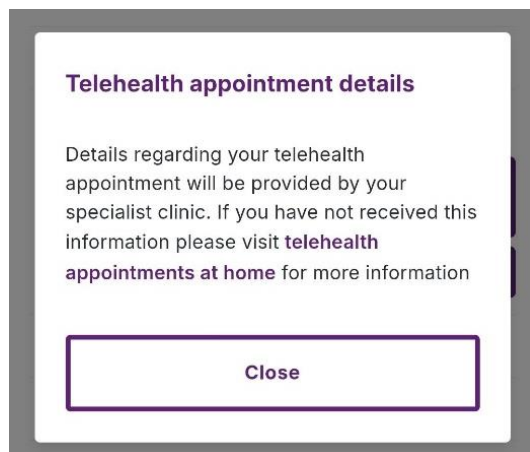 Telehealth appointment details
Details regarding your telehealth
appointment will be provided by your
specialist clinic. If you have not received this
information please visit telehealth
appointments at home for more information
Close